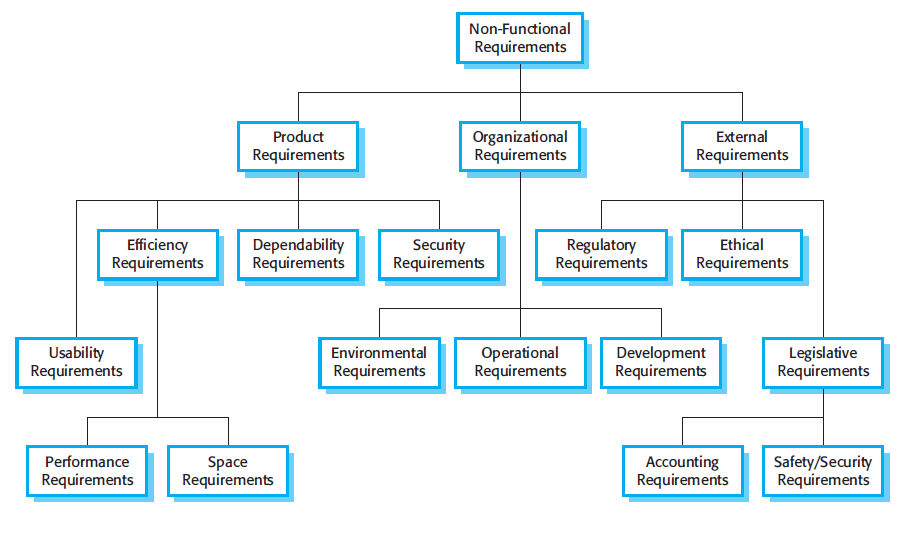 Non-Functional
Requirements
Product
Requirements
Organizational
Requirements
External
Requirements
Efficiency
Requirements
Dependability
Requirements
Security
Requirements
Regulatory
Requirements
Ethical
Requirements
Usability
Requirements
Environmental
Requirements
Operational
Requirements
Development
Requirements
Legislative
Requirements
Performance
Requirements
Space
Requirements
Accounting
Requirements
Safety/Security
Requirements